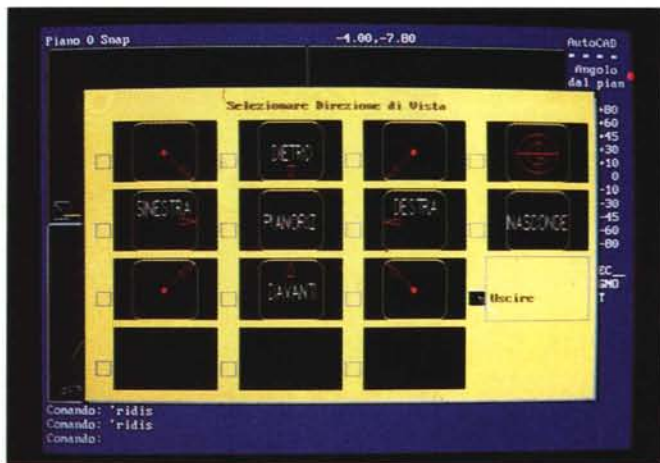 Piano 0 Snap -4.00,-7.80 AutoCAD
Angolo
dal pian
Selezionare Direzione di Vista
+80
+60
+45
+30
+10
0
-10
-30
-45
-60
-80
DIETRO
SINISTRA PIANORIZ DESTRA NASCONDE
DAVANTI Uscire
Comando: 'ridis
Comando: 'ridis
Comando: